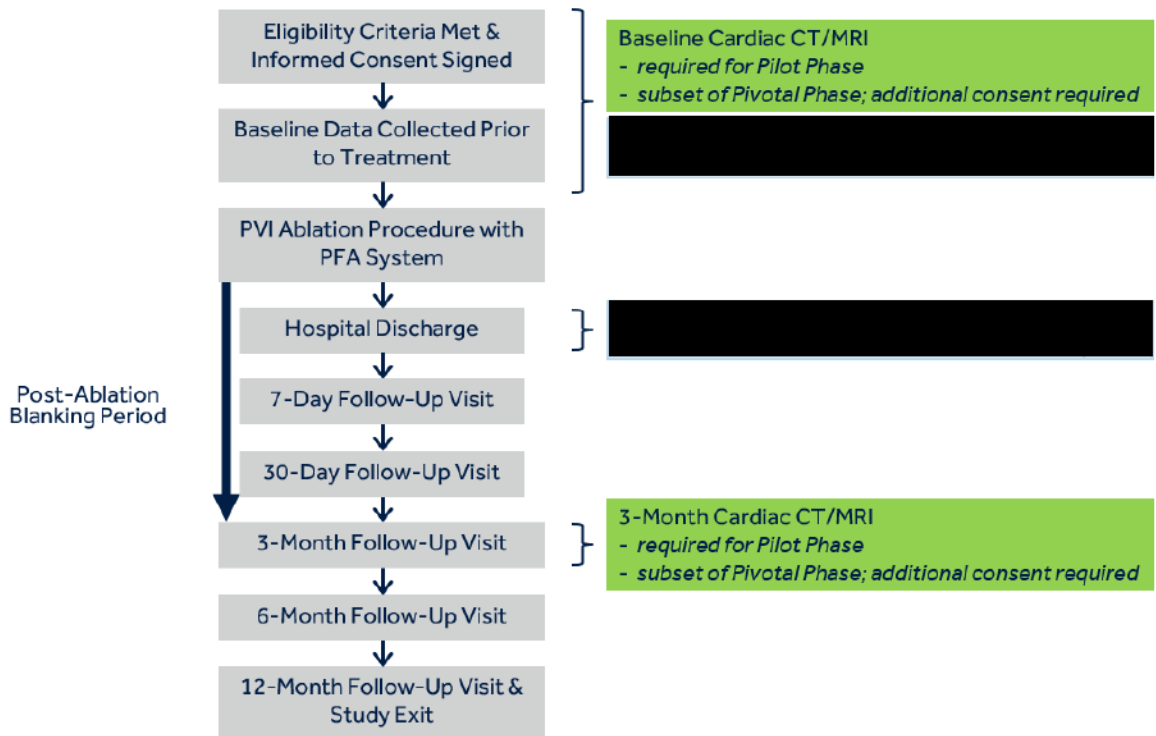 Eligibility Criteria Met &
Informed Consent Signed
Baseline Cardiac CT/MRI
- required for Pilot Phase
- subset of Pivotal Phase; additional consent required
Baseline Data Collected Prior
to Treatment
PVI Ablation Procedure with
PFA System
Hospital Discharge
Post-Ablation
Blanking Period
7-Day Follow-Up Visit
30-Day Follow-Up Visit
3-Month Follow-Up Visit
3-Month Cardiac CT/MRI
- required for Pilot Phase
- subset of Pivotal Phase; additional consent required
6-Month Follow-Up Visit
12-Month Follow-Up Visit &
Study Exit